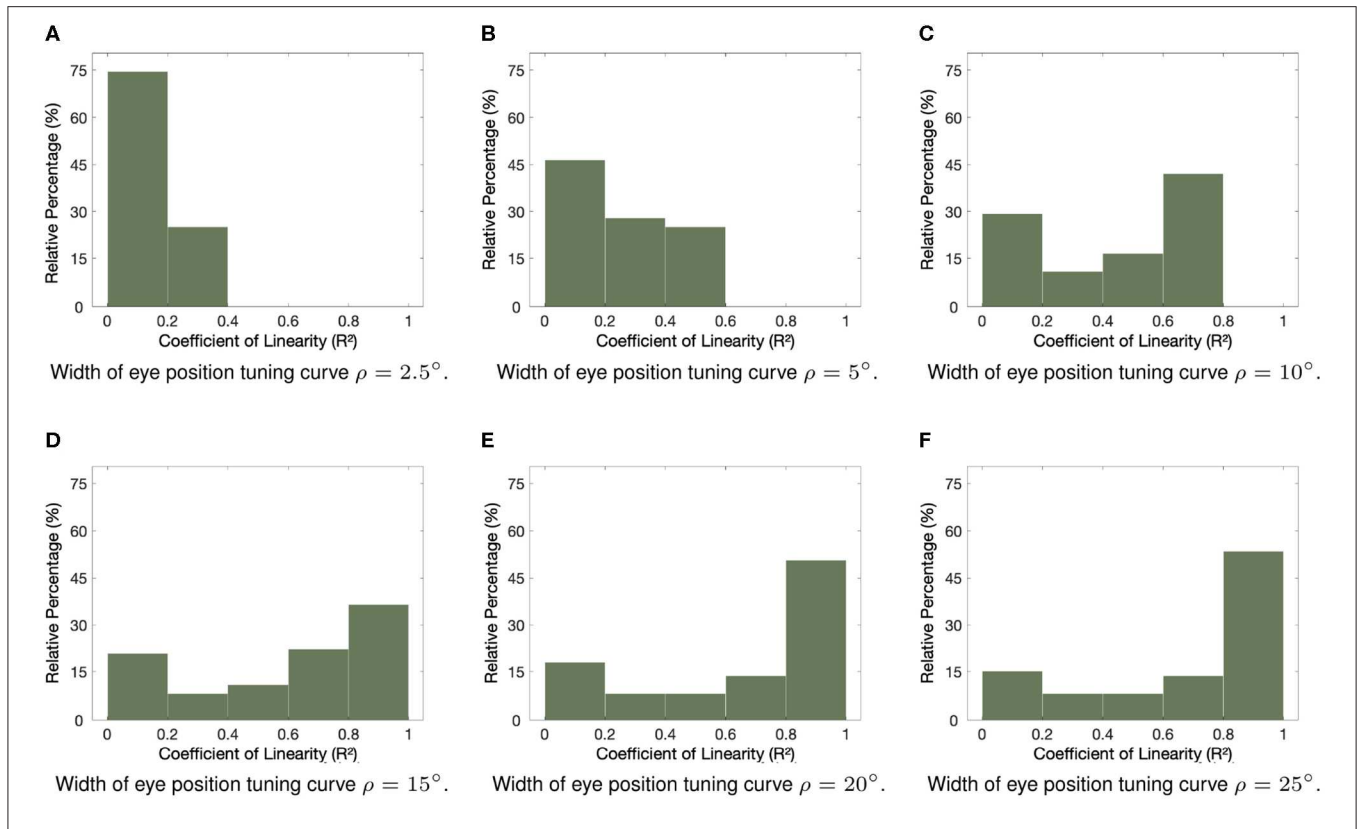 A
B
C
Relative Percentage (%)
75
60
45
30
15
0
0 0.2 0.4 0.6 0.8 1
Coefficient of Linearity (R²)
Width of eye position tuning curve ρ = 2.5°.
Relative Percentage (%)
75
60
45
30
15
0
0 0.2 0.4 0.6 0.8 1
Coefficient of Linearity (R²)
Width of eye position tuning curve ρ = 5°.
Relative Percentage (%)
75
60
45
30
15
0
0 0.2 0.4 0.6 0.8 1
Coefficient of Linearity (R²)
Width of eye position tuning curve ρ = 10°.
D
E
F
Relative Percentage (%)
75
60
45
30
15
0
0 0.2 0.4 0.6 0.8 1
Coefficient of Linearity (R²)
Width of eye position tuning curve ρ = 15°.
Relative Percentage (%)
75
60
45
30
15
0
0 0.2 0.4 0.6 0.8 1
Coefficient of Linearity (R²)
Width of eye position tuning curve ρ = 20°.
Relative Percentage (%)
75
60
45
30
15
0
0 0.2 0.4 0.6 0.8 1
Coefficient of Linearity (R²)
Width of eye position tuning curve ρ = 25°.